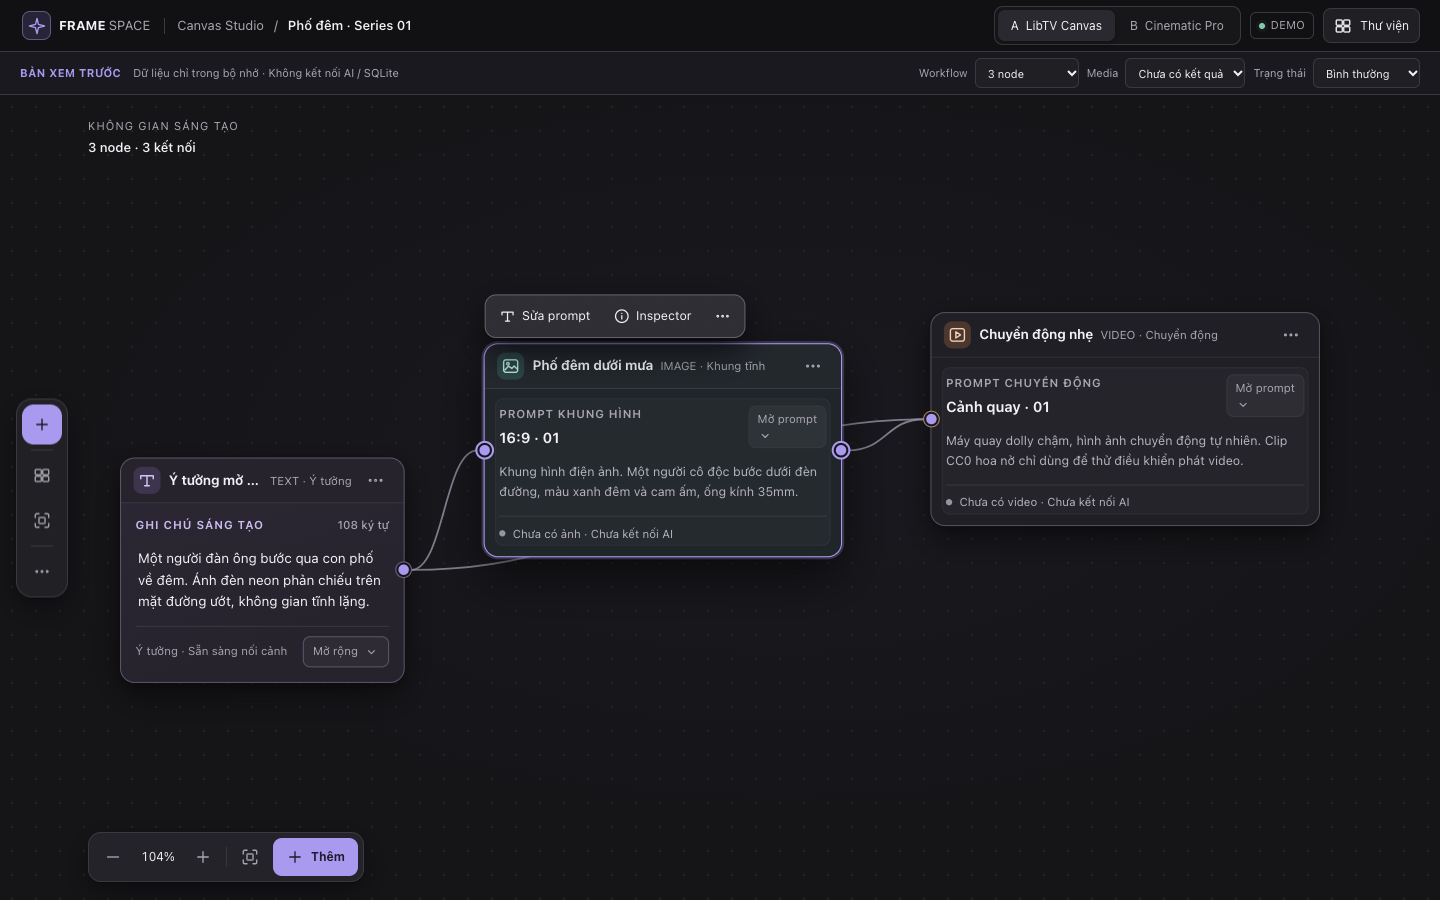 FRAME SPACE
Canvas Studio / Phố đêm · Series 01
A LibTV Canvas
B Cinematic Pro
DEMO
Thư viện
BẢN XEM TRƯỚC
Dữ liệu chỉ trong bộ nhớ · Không kết nối AI / SQLite
Workflow
3 node
Media
Chưa có kết quả
Trạng thái
Bình thường
KHÔNG GIAN SÁNG TẠO
3 node · 3 kết nối
Sửa prompt
Inspector
Phố đêm dưới mưa IMAGE · Khung tĩnh
PROMPT KHUNG HÌNH
16:9 · 01
Mở prompt
Khung hình điện ảnh. Một người cô độc bước dưới đèn
đường, màu xanh đêm và cam ấm, ống kính 35mm.
Chưa có ảnh · Chưa kết nối AI
Chuyển động nhẹ VIDEO · Chuyển động
PROMPT CHUYỂN ĐỘNG
Cảnh quay · 01
Mở prompt
Máy quay dolly chậm, hình ảnh chuyển động tự nhiên. Clip
CC0 hoa nở chỉ dùng để thử điều khiển phát video.
Chưa có video · Chưa kết nối AI
Ý tưởng mở ... TEXT · Ý tưởng
GHI CHÚ SÁNG TẠO
108 ký tự
Một người đàn ông bước qua con phố
về đêm. Ánh đèn neon phản chiếu trên
mặt đường ướt, không gian tĩnh lặng.
Ý tưởng · Sẵn sàng nối cảnh
Mở rộng
104%
Thêm